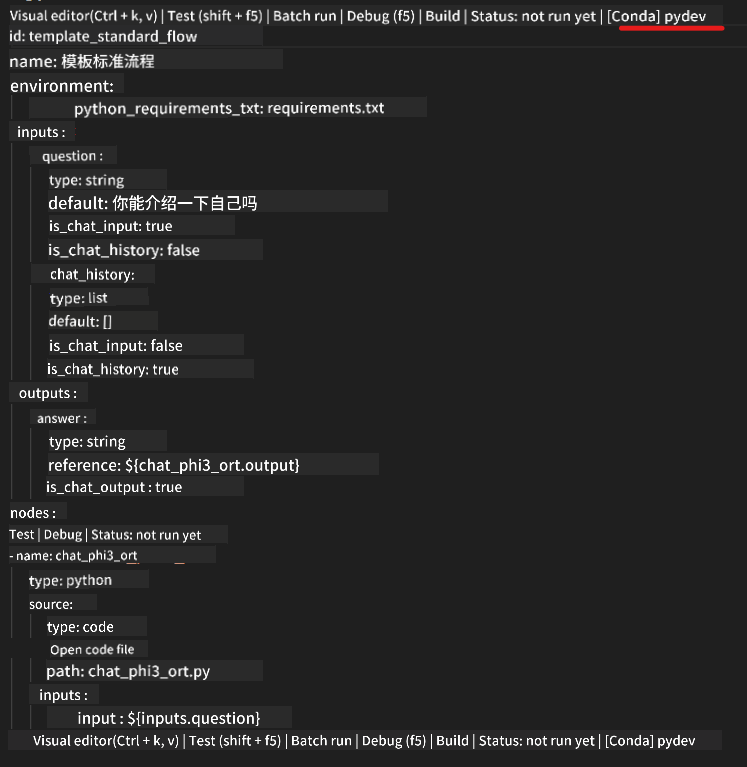 Visual editor(Ctrl + k, v) | Test (shift + f5) | Batch run | Debug (f5) | Build | Status: not run yet | [Conda] pydev
id: template_standard_flow
name: 模板标准流程
environment:
python_requirements_txt: requirements.txt
inputs :
question :
type: string
default: 你能介绍一下自己吗
is_chat_input: true
is_chat_history: false
chat_history:
type: list
default: []
is_chat_input: false
is_chat_history: true
outputs :
answer :
type: string
reference: ${chat_phi3_ort.output}
is_chat_output : true
nodes :
Test | Debug | Status: not run yet
- name: chat_phi3_ort
type: python
source:
type: code
Open code file
path: chat_phi3_ort.py
inputs :
input : ${inputs.question}
Visual editor(Ctrl + k, v) | Test (shift + f5) | Batch run | Debug (f5) | Build | Status: not run yet | [Conda] pydev